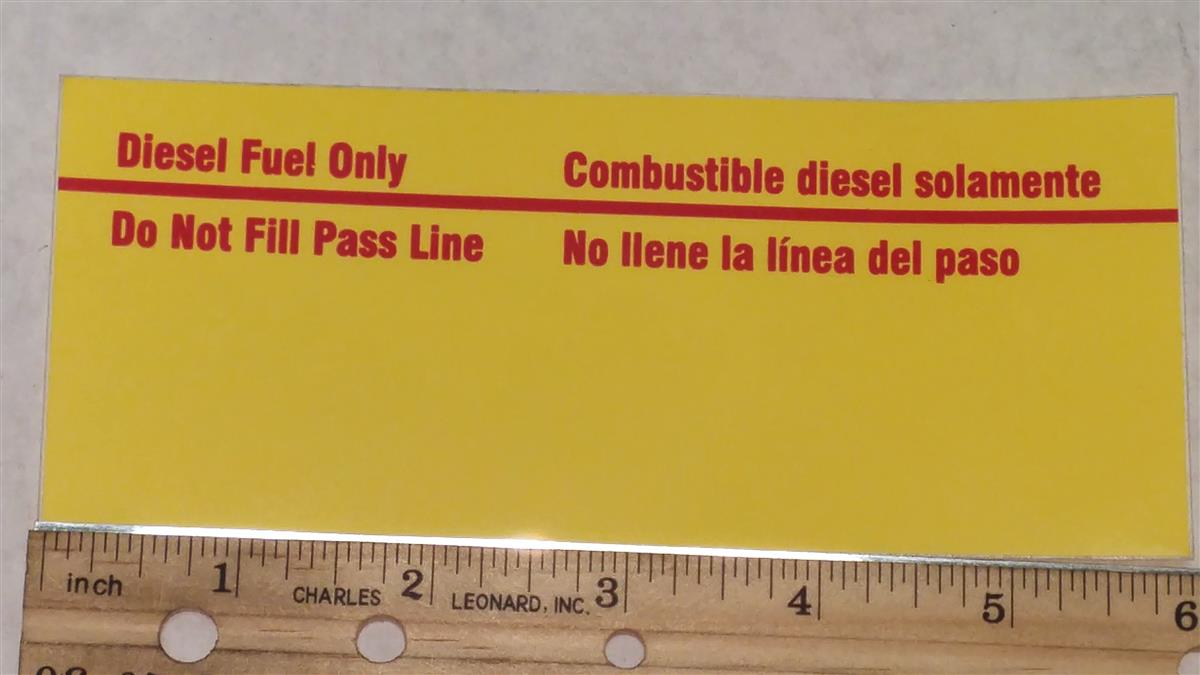 Diesel Fuel Only
Combustible diesel solamente
Do Not Fill Pass Line
No llene la línea del paso
inch 1 CHARLES 2 LEONARD, INC. 3 4 5 6